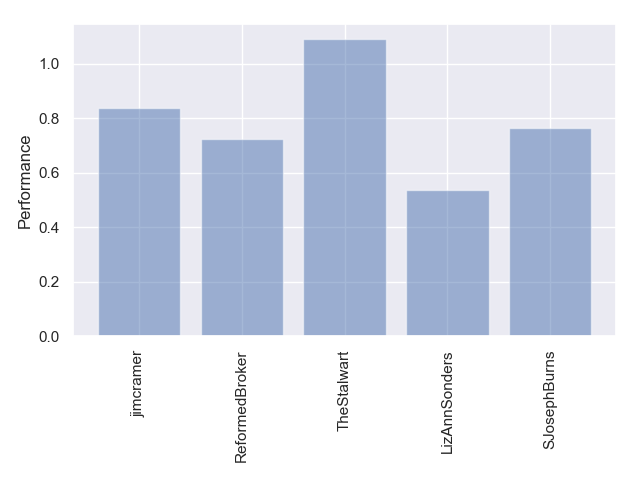 1.0
0.8
0.6
0.4
0.2
0.0
Performance
jimcramer
ReformedBroker
TheStalwart
LizAnnSonders
SJosephBurns